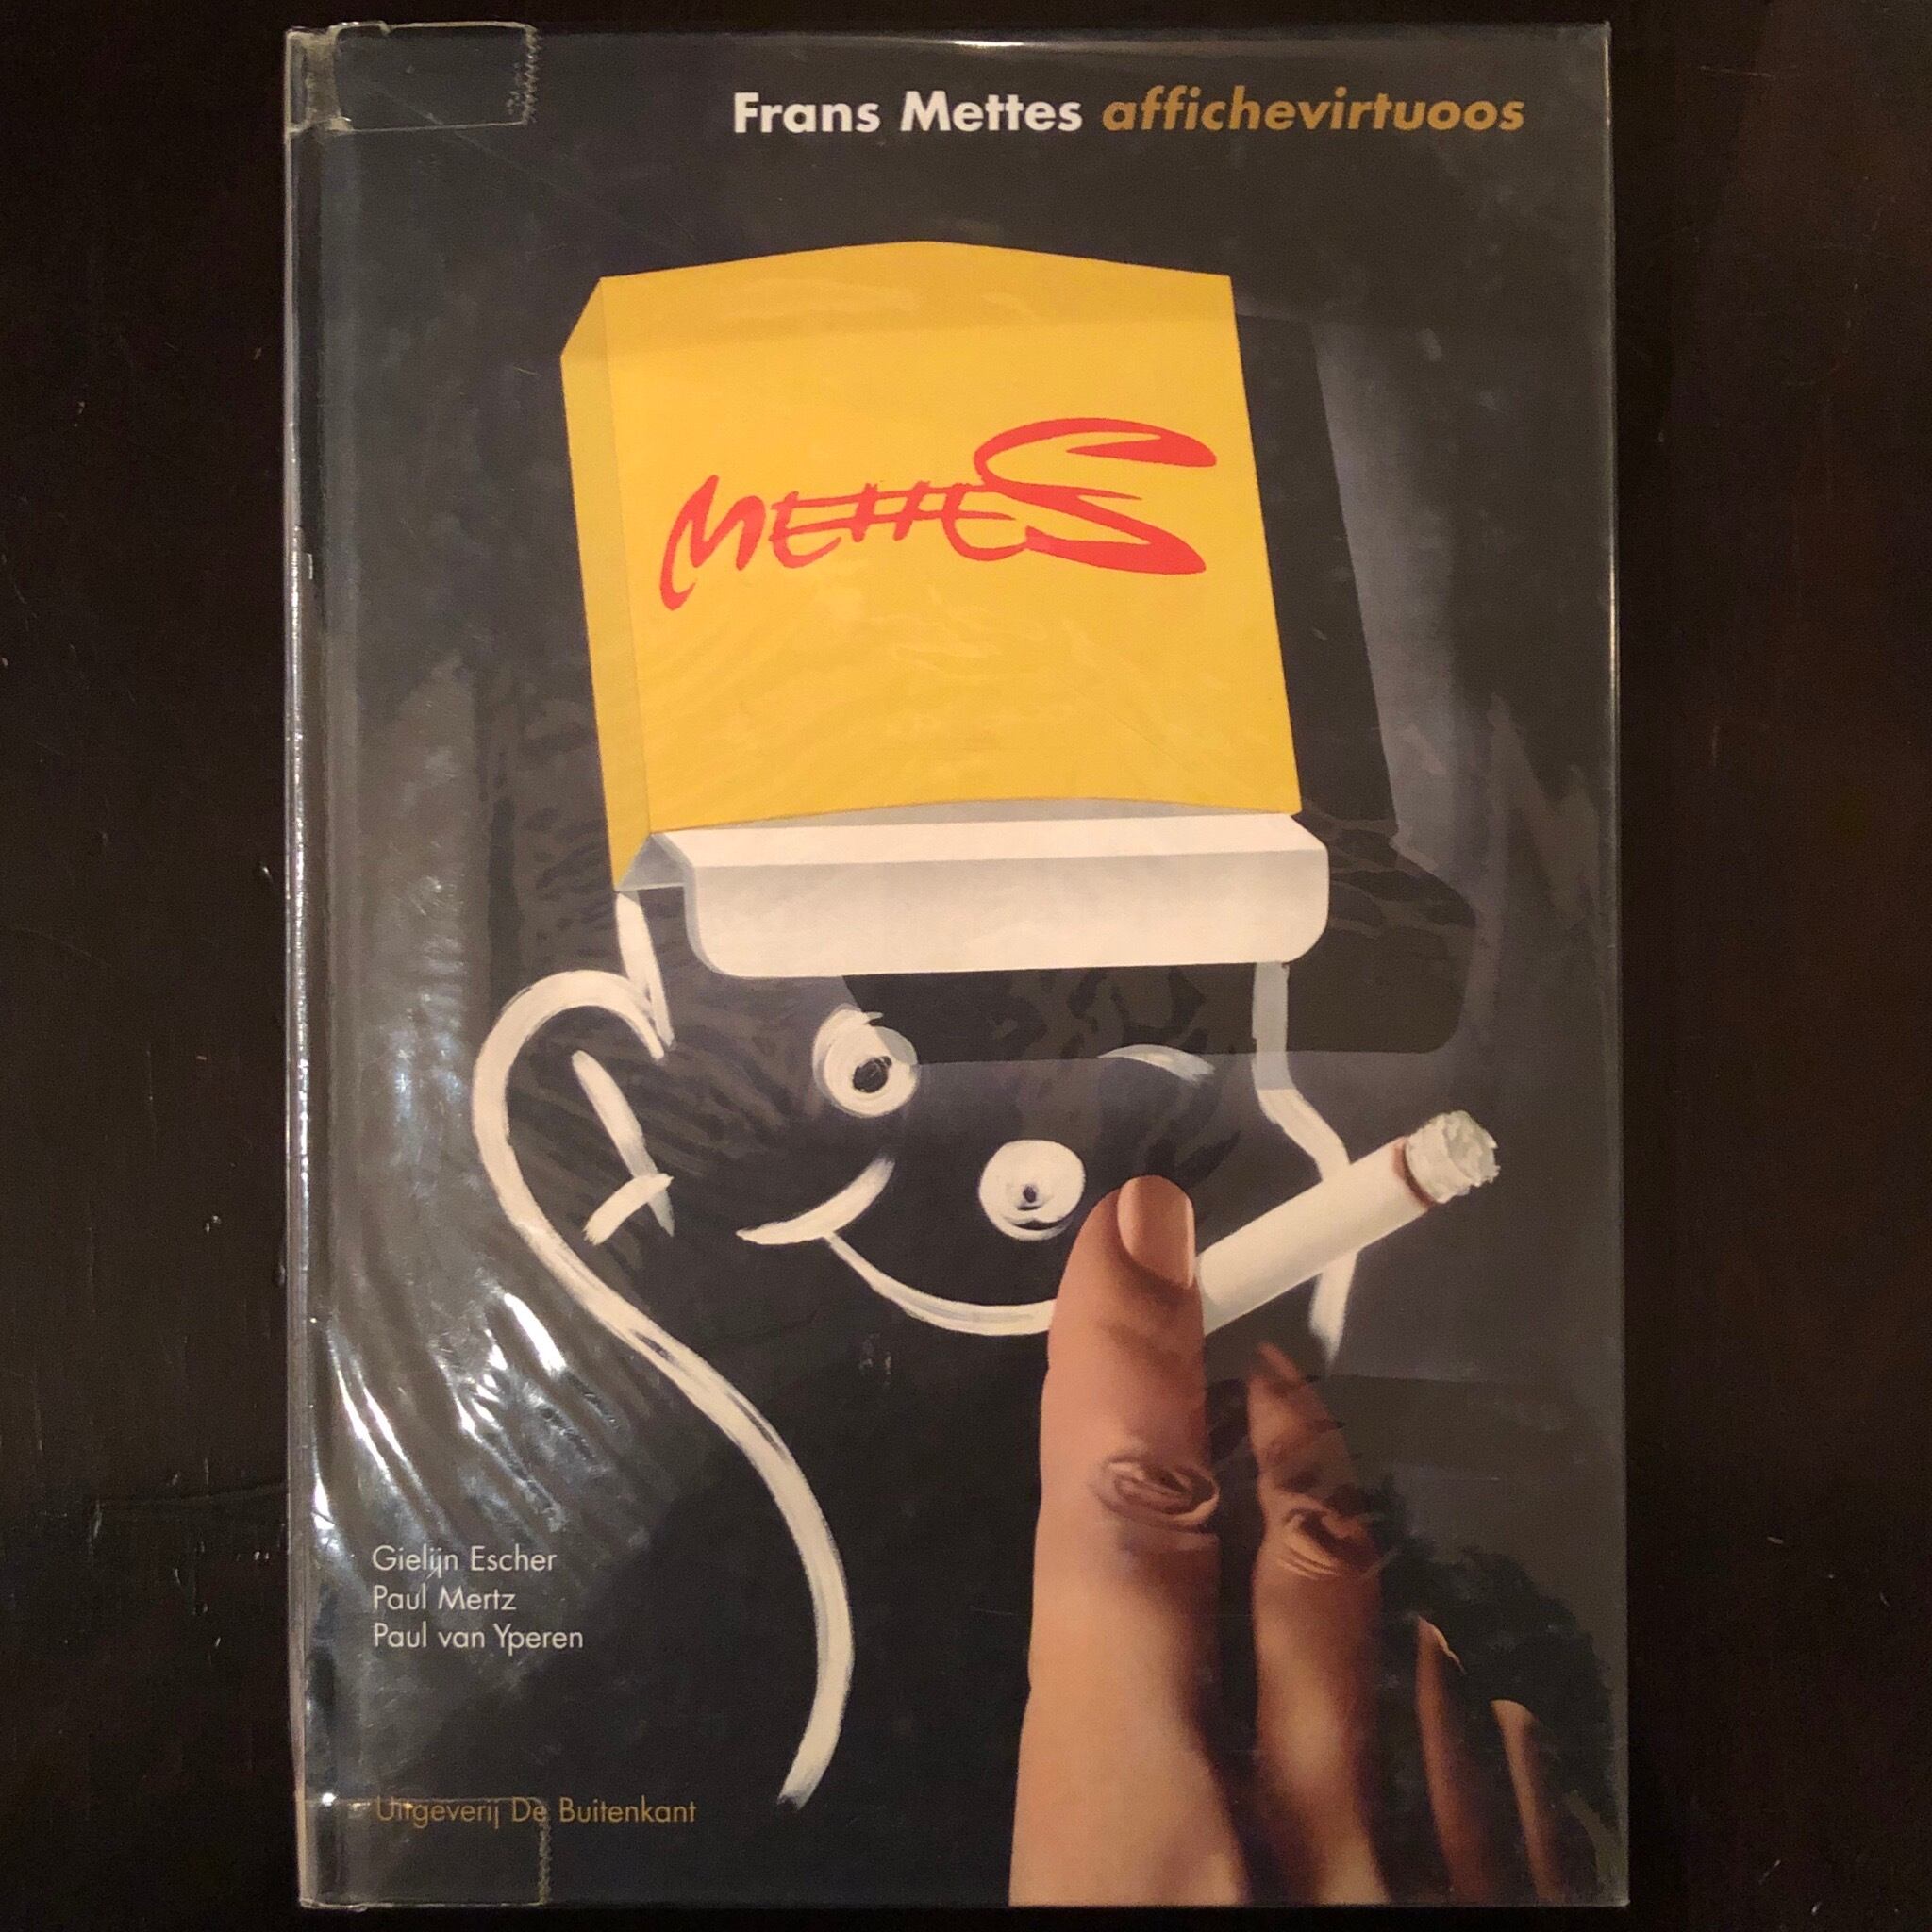 Frans Mettes affichevirtuoos
METTES
Gielijn Escher
Paul Mertz
Paul van Yperen
Uitgeverij De Buitenkant